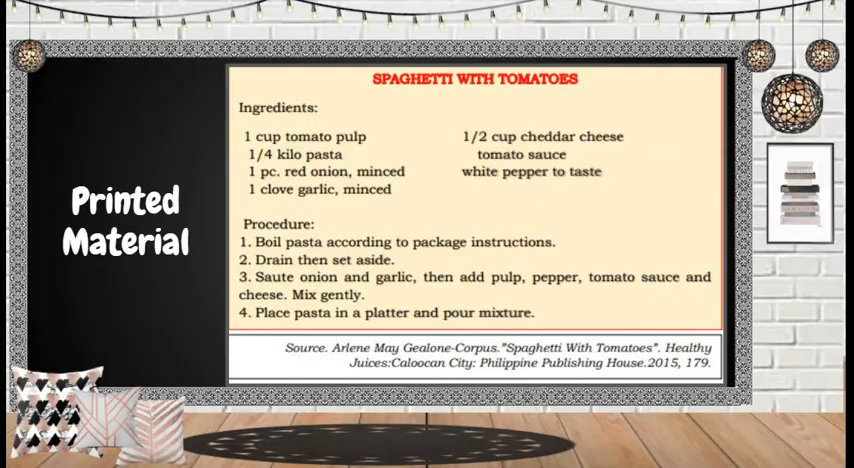 Printed
Material
SPAGHETTI WITH TOMATOES
Ingredients:
1 cup tomato pulp
1/4 kilo pasta
1 pc. red onion, minced
1 clove garlic, minced
1/2 cup cheddar cheese
tomato sauce
white pepper to taste
Procedure:
1. Boil pasta according to package instructions.
2. Drain then set aside.
3. Saute onion and garlic, then add pulp, pepper, tomato sauce and
cheese. Mix gently.
4. Place pasta in a platter and pour mixture.
Source. Arlene May Gealone-Corpus."Spaghetti With Tomatoes". Healthy
Juices:Caloocan City: Philippine Publishing House.2015, 179.